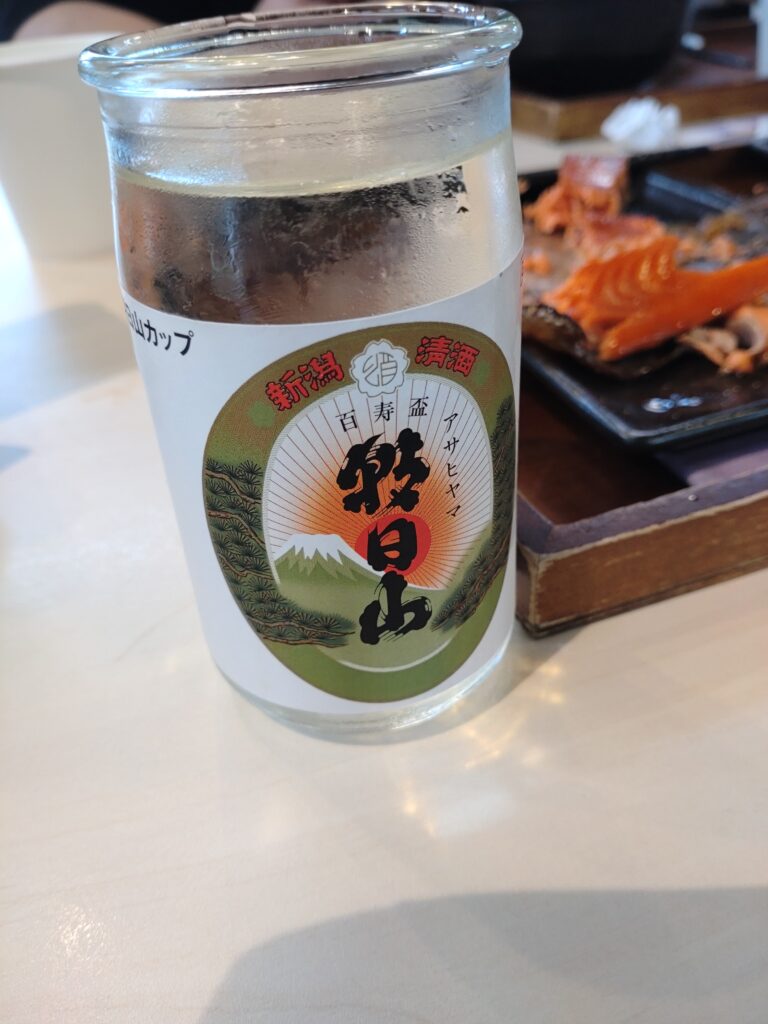 山カップ
新潟 清酒
百寿盃
アサヒヤマ
朝日山